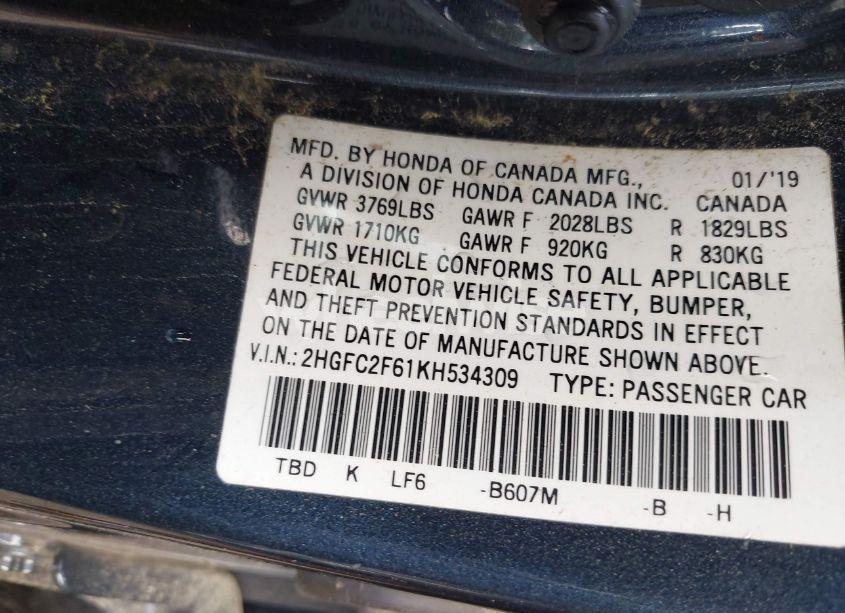 MFD. BY HONDA OF CANADA MFG., 01/'19
A DIVISION OF HONDA CANADA INC. CANADA
GVWR 3769LBS GAWR F 2028LBS R 1829LBS
GVWR 1710KG GAWR F 920KG R 830KG
THIS VEHICLE CONFORMS TO ALL APPLICABLE
FEDERAL MOTOR VEHICLE SAFETY, BUMPER,
AND THEFT PREVENTION STANDARDS IN EFFECT
ON THE DATE OF MANUFACTURE SHOWN ABOVE.
V.I.N.: 2HGFC2F61KH534309 TYPE: PASSENGER CAR
TBD K LF6 -B607M -B -H